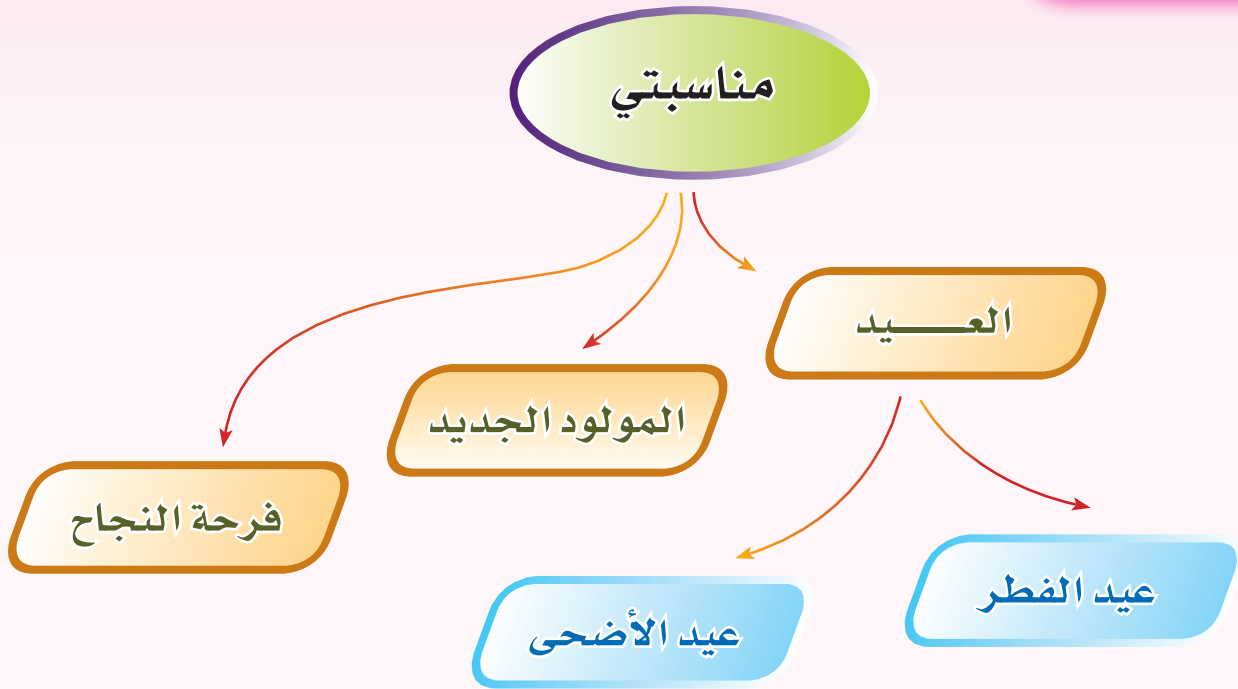 مناسبتي
العـــــيد
المولود الجديد
فرحة النجاح
عيد الفطر
عيد الأضحى